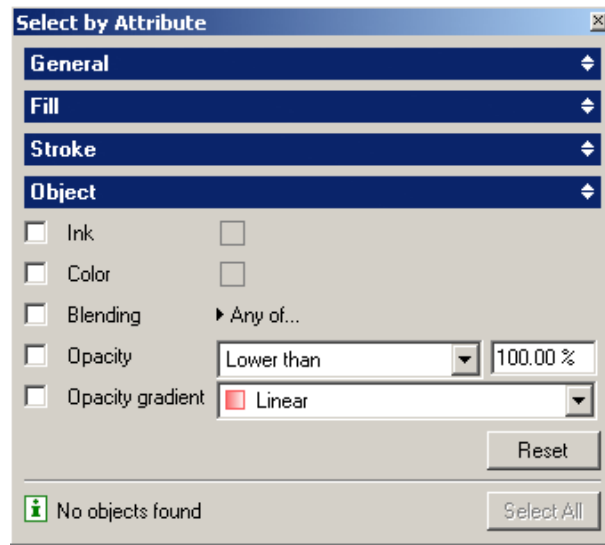 Select by Attribute
General
Fill
Stroke
Object
Ink
Color
Blending Any of...
Opacity Lower than 100.00 %
Opacity gradient Linear
Reset
No objects found Select All